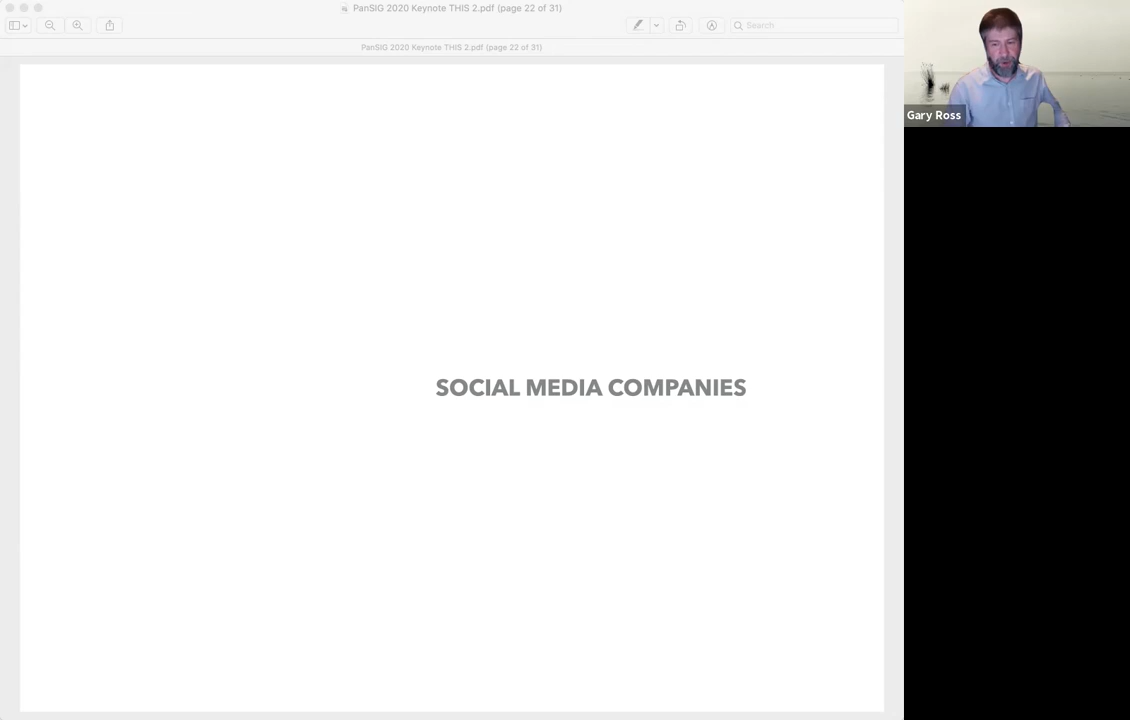 PanSIG 2020 Keynote THIS 2.pdf (page 22 of 31)
Search
PanSIG 2020 Keynote THIS 2.pdf (page 22 of 31)
Gary Ross
SOCIAL MEDIA COMPANIES